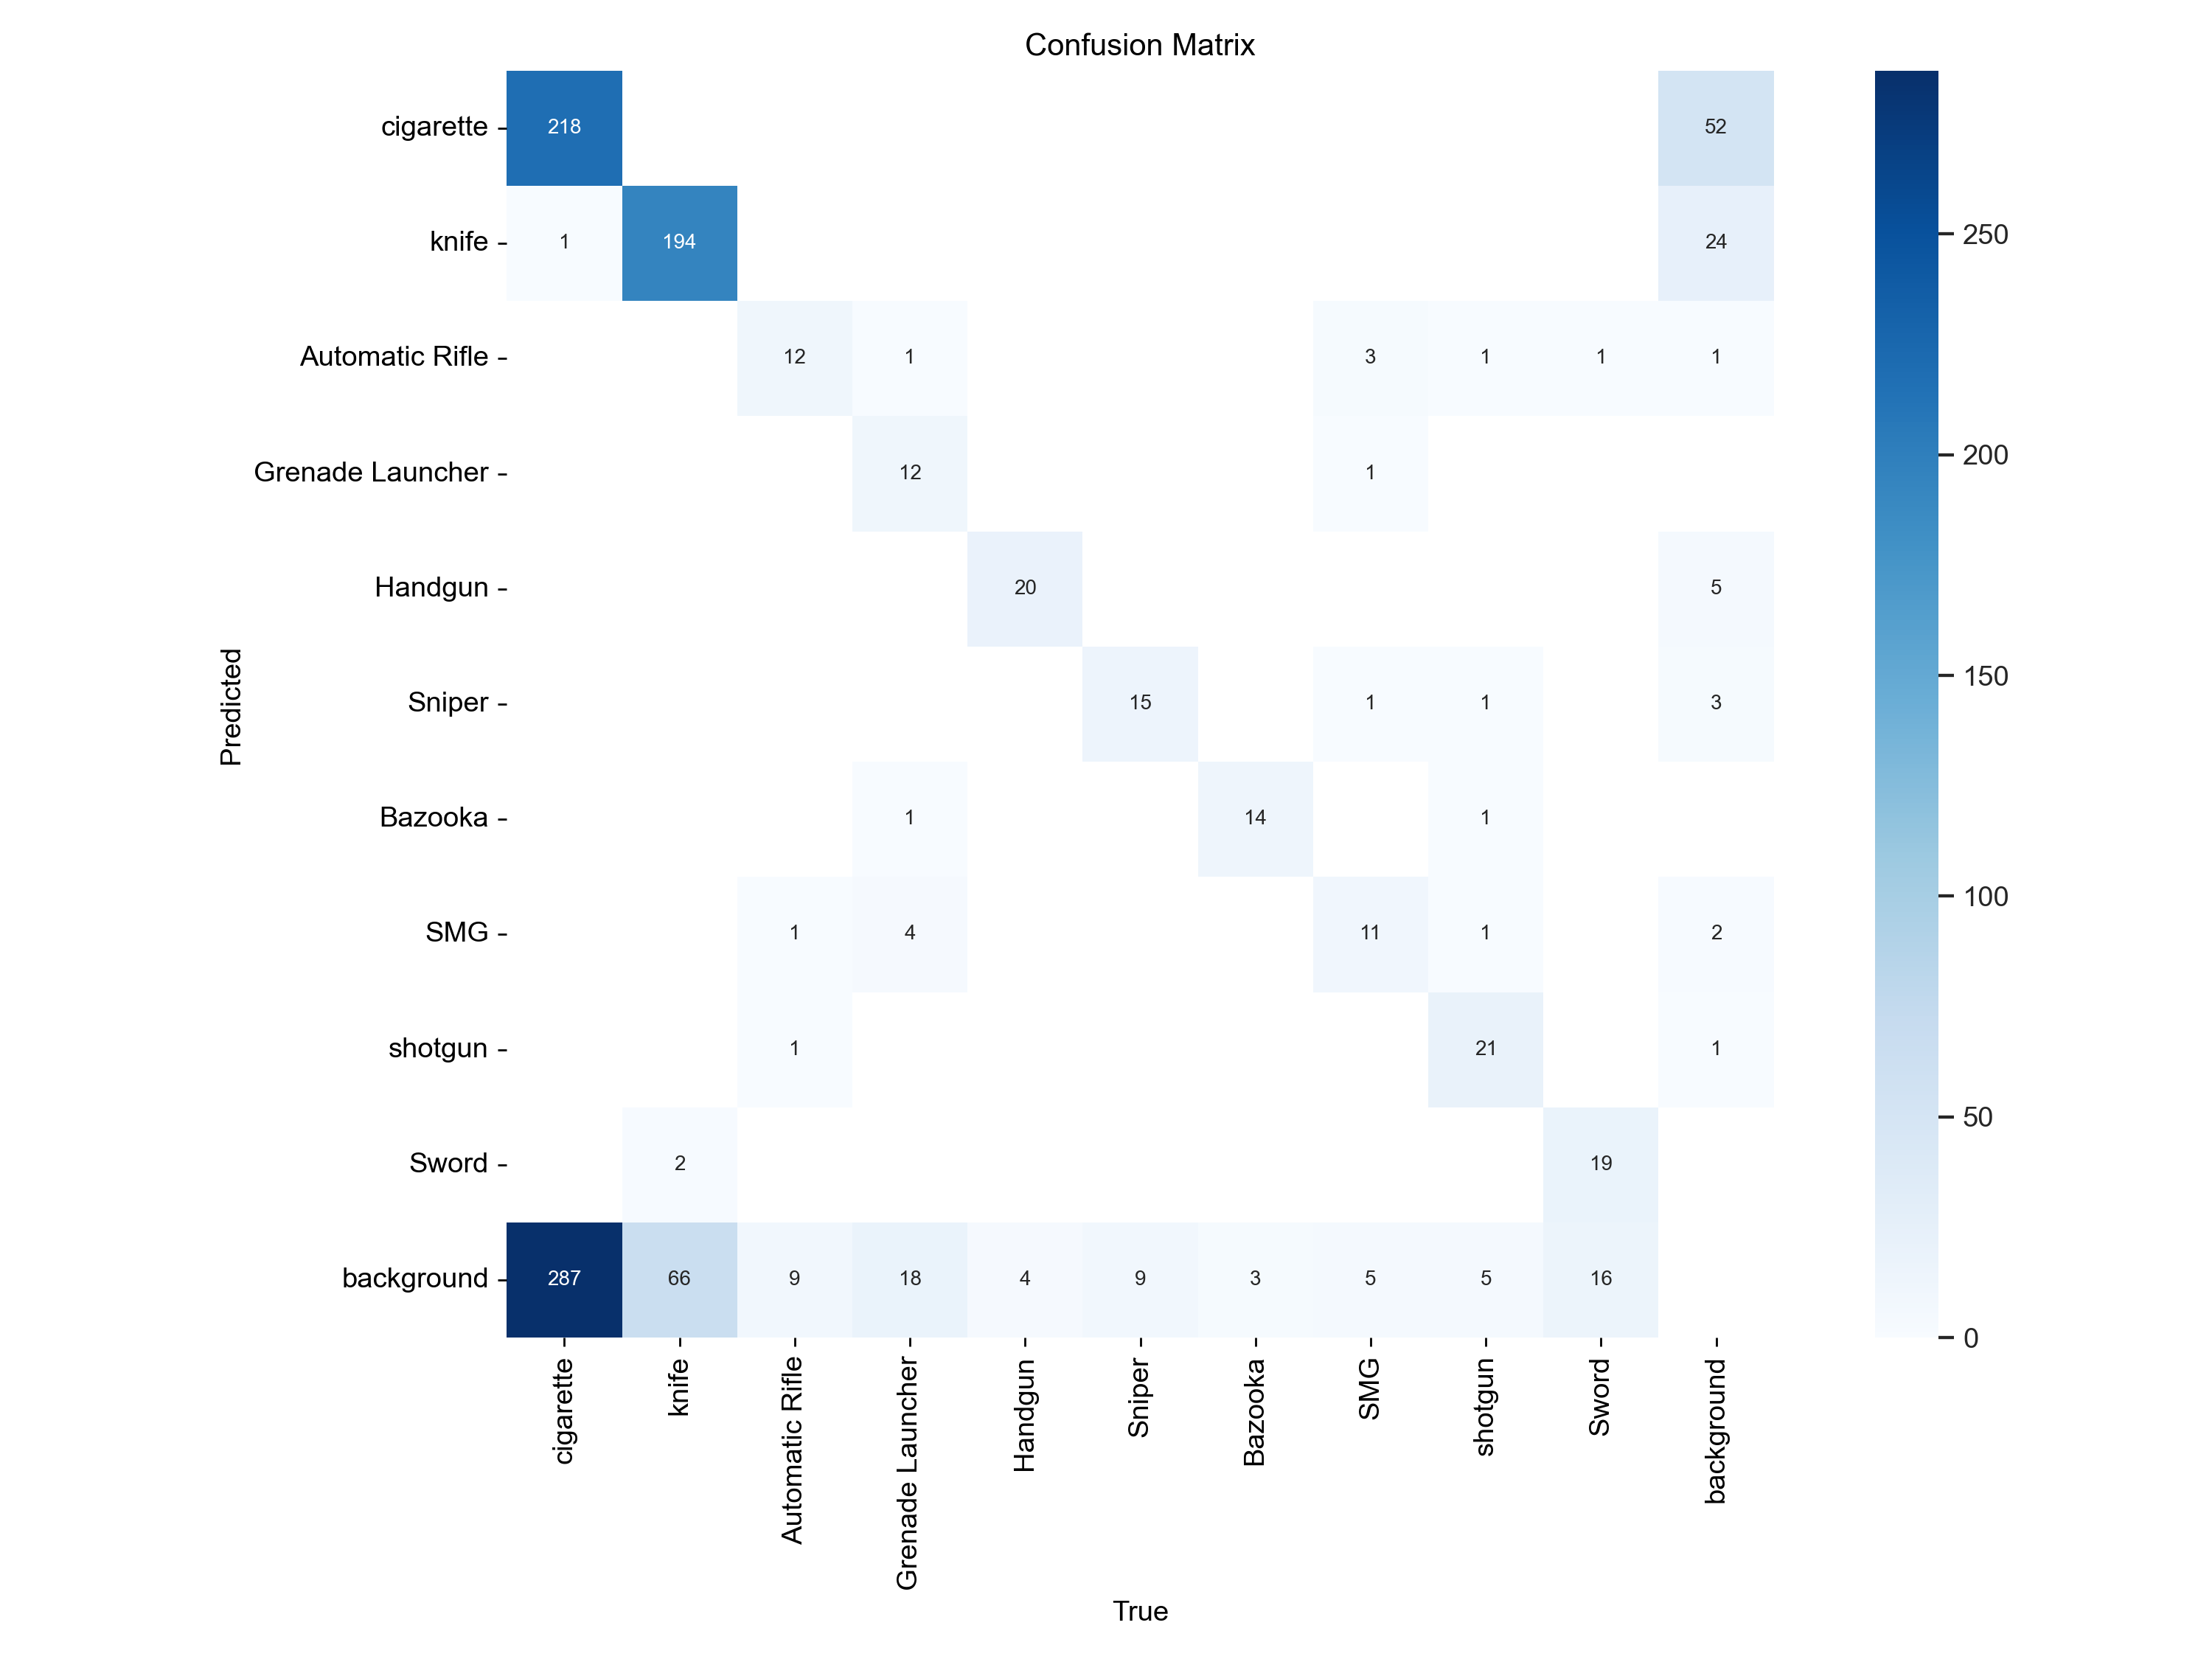 Confusion Matrix
cigarette 218 52
knife 1 194 24
250
Automatic Rifle 12 1 3 1 1 1
200
Grenade Launcher 12 1
Handgun 20 5
150
Predicted
Sniper 15 1 1 3
Bazooka 1 14 1
100
SMG 1 4 11 1 2
shotgun 1 21 1
50
Sword 2 19
background 287 66 9 18 4 9 3 5 5 16
0
cigarette
knife
Automatic Rifle
Grenade Launcher
Handgun
Sniper
Bazooka
SMG
shotgun
Sword
background
True